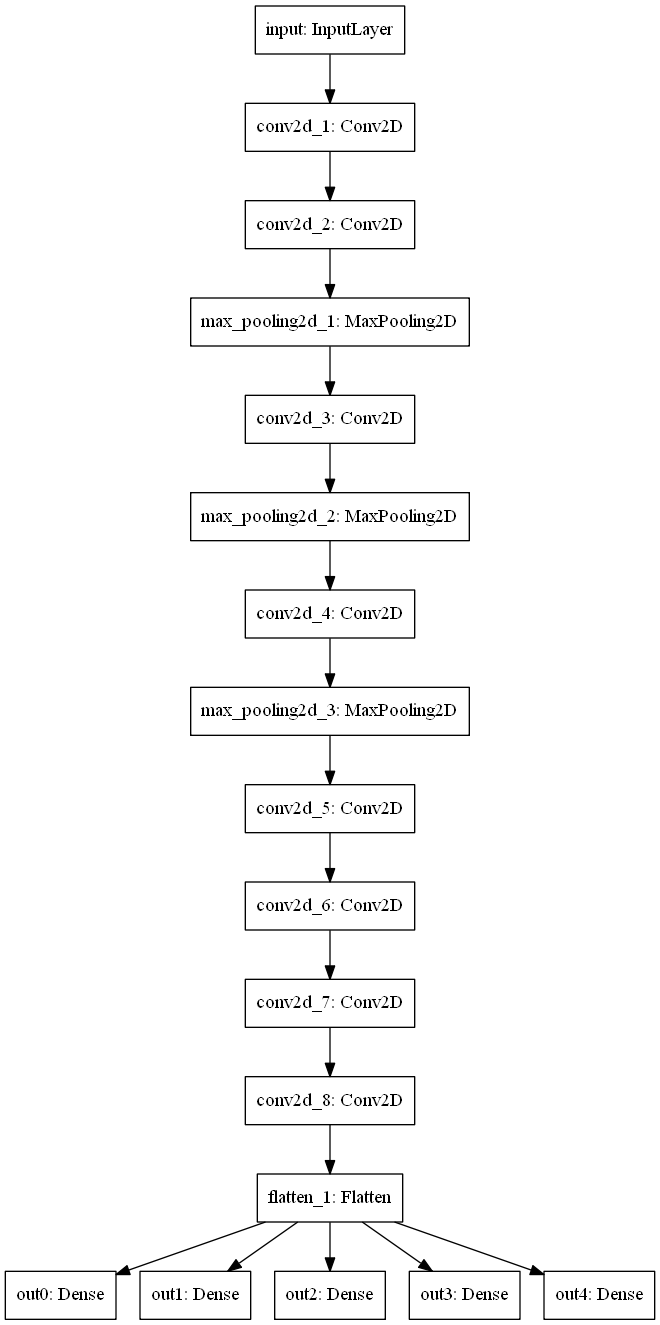 input: InputLayer
conv2d_1: Conv2D
conv2d_2: Conv2D
max_pooling2d_1: MaxPooling2D
conv2d_3: Conv2D
max_pooling2d_2: MaxPooling2D
conv2d_4: Conv2D
max_pooling2d_3: MaxPooling2D
conv2d_5: Conv2D
conv2d_6: Conv2D
conv2d_7: Conv2D
conv2d_8: Conv2D
flatten_1: Flatten
out0: Dense
out1: Dense
out2: Dense
out3: Dense
out4: Dense